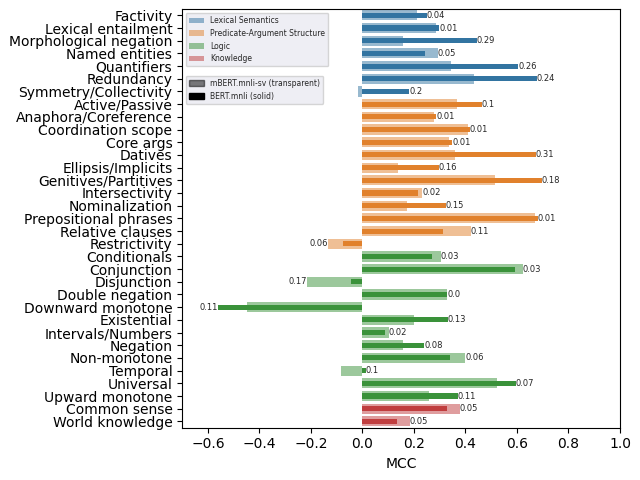 Factivity 0.04
Lexical entailment 0.01
Morphological negation 0.29
Named entities 0.05
Quantifiers 0.26
Redundancy 0.24
Symmetry/Collectivity 0.2
Active/Passive 0.1
Anaphora/Coreference 0.01
Coordination scope 0.01
Core args 0.01
Datives 0.31
Ellipsis/Implicits 0.16
Genitives/Partitives 0.18
Intersectivity 0.02
Nominalization 0.15
Prepositional phrases 0.01
Relative clauses 0.11
Restrictivity 0.06
Conditionals 0.03
Conjunction 0.03
Disjunction 0.17
Double negation 0.0
Downward monotone 0.11
Existential 0.13
Intervals/Numbers 0.02
Negation 0.08
Non-monotone 0.06
Temporal 0.1
Universal 0.07
Upward monotone 0.11
Common sense 0.05
World knowledge 0.05
Lexical Semantics
Predicate-Argument Structure
Logic
Knowledge
mBERT.mnli-sv (transparent)
BERT.mnli (solid)
−0.6 −0.4 −0.2 0.0 0.2 0.4 0.6 0.8 1.0
MCC